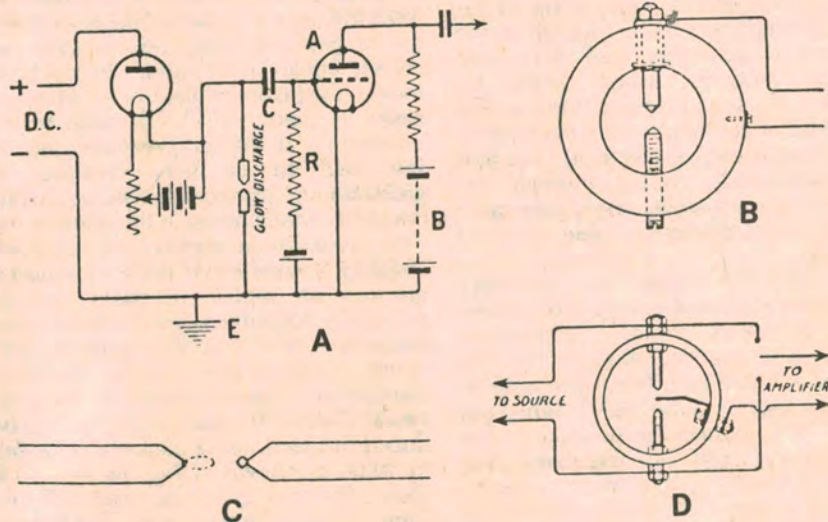 A
+
D.C.
−
C
GLOW DISCHARGE
R
B
E
A
B
C
TO SOURCE
TO AMPLIFIER
D